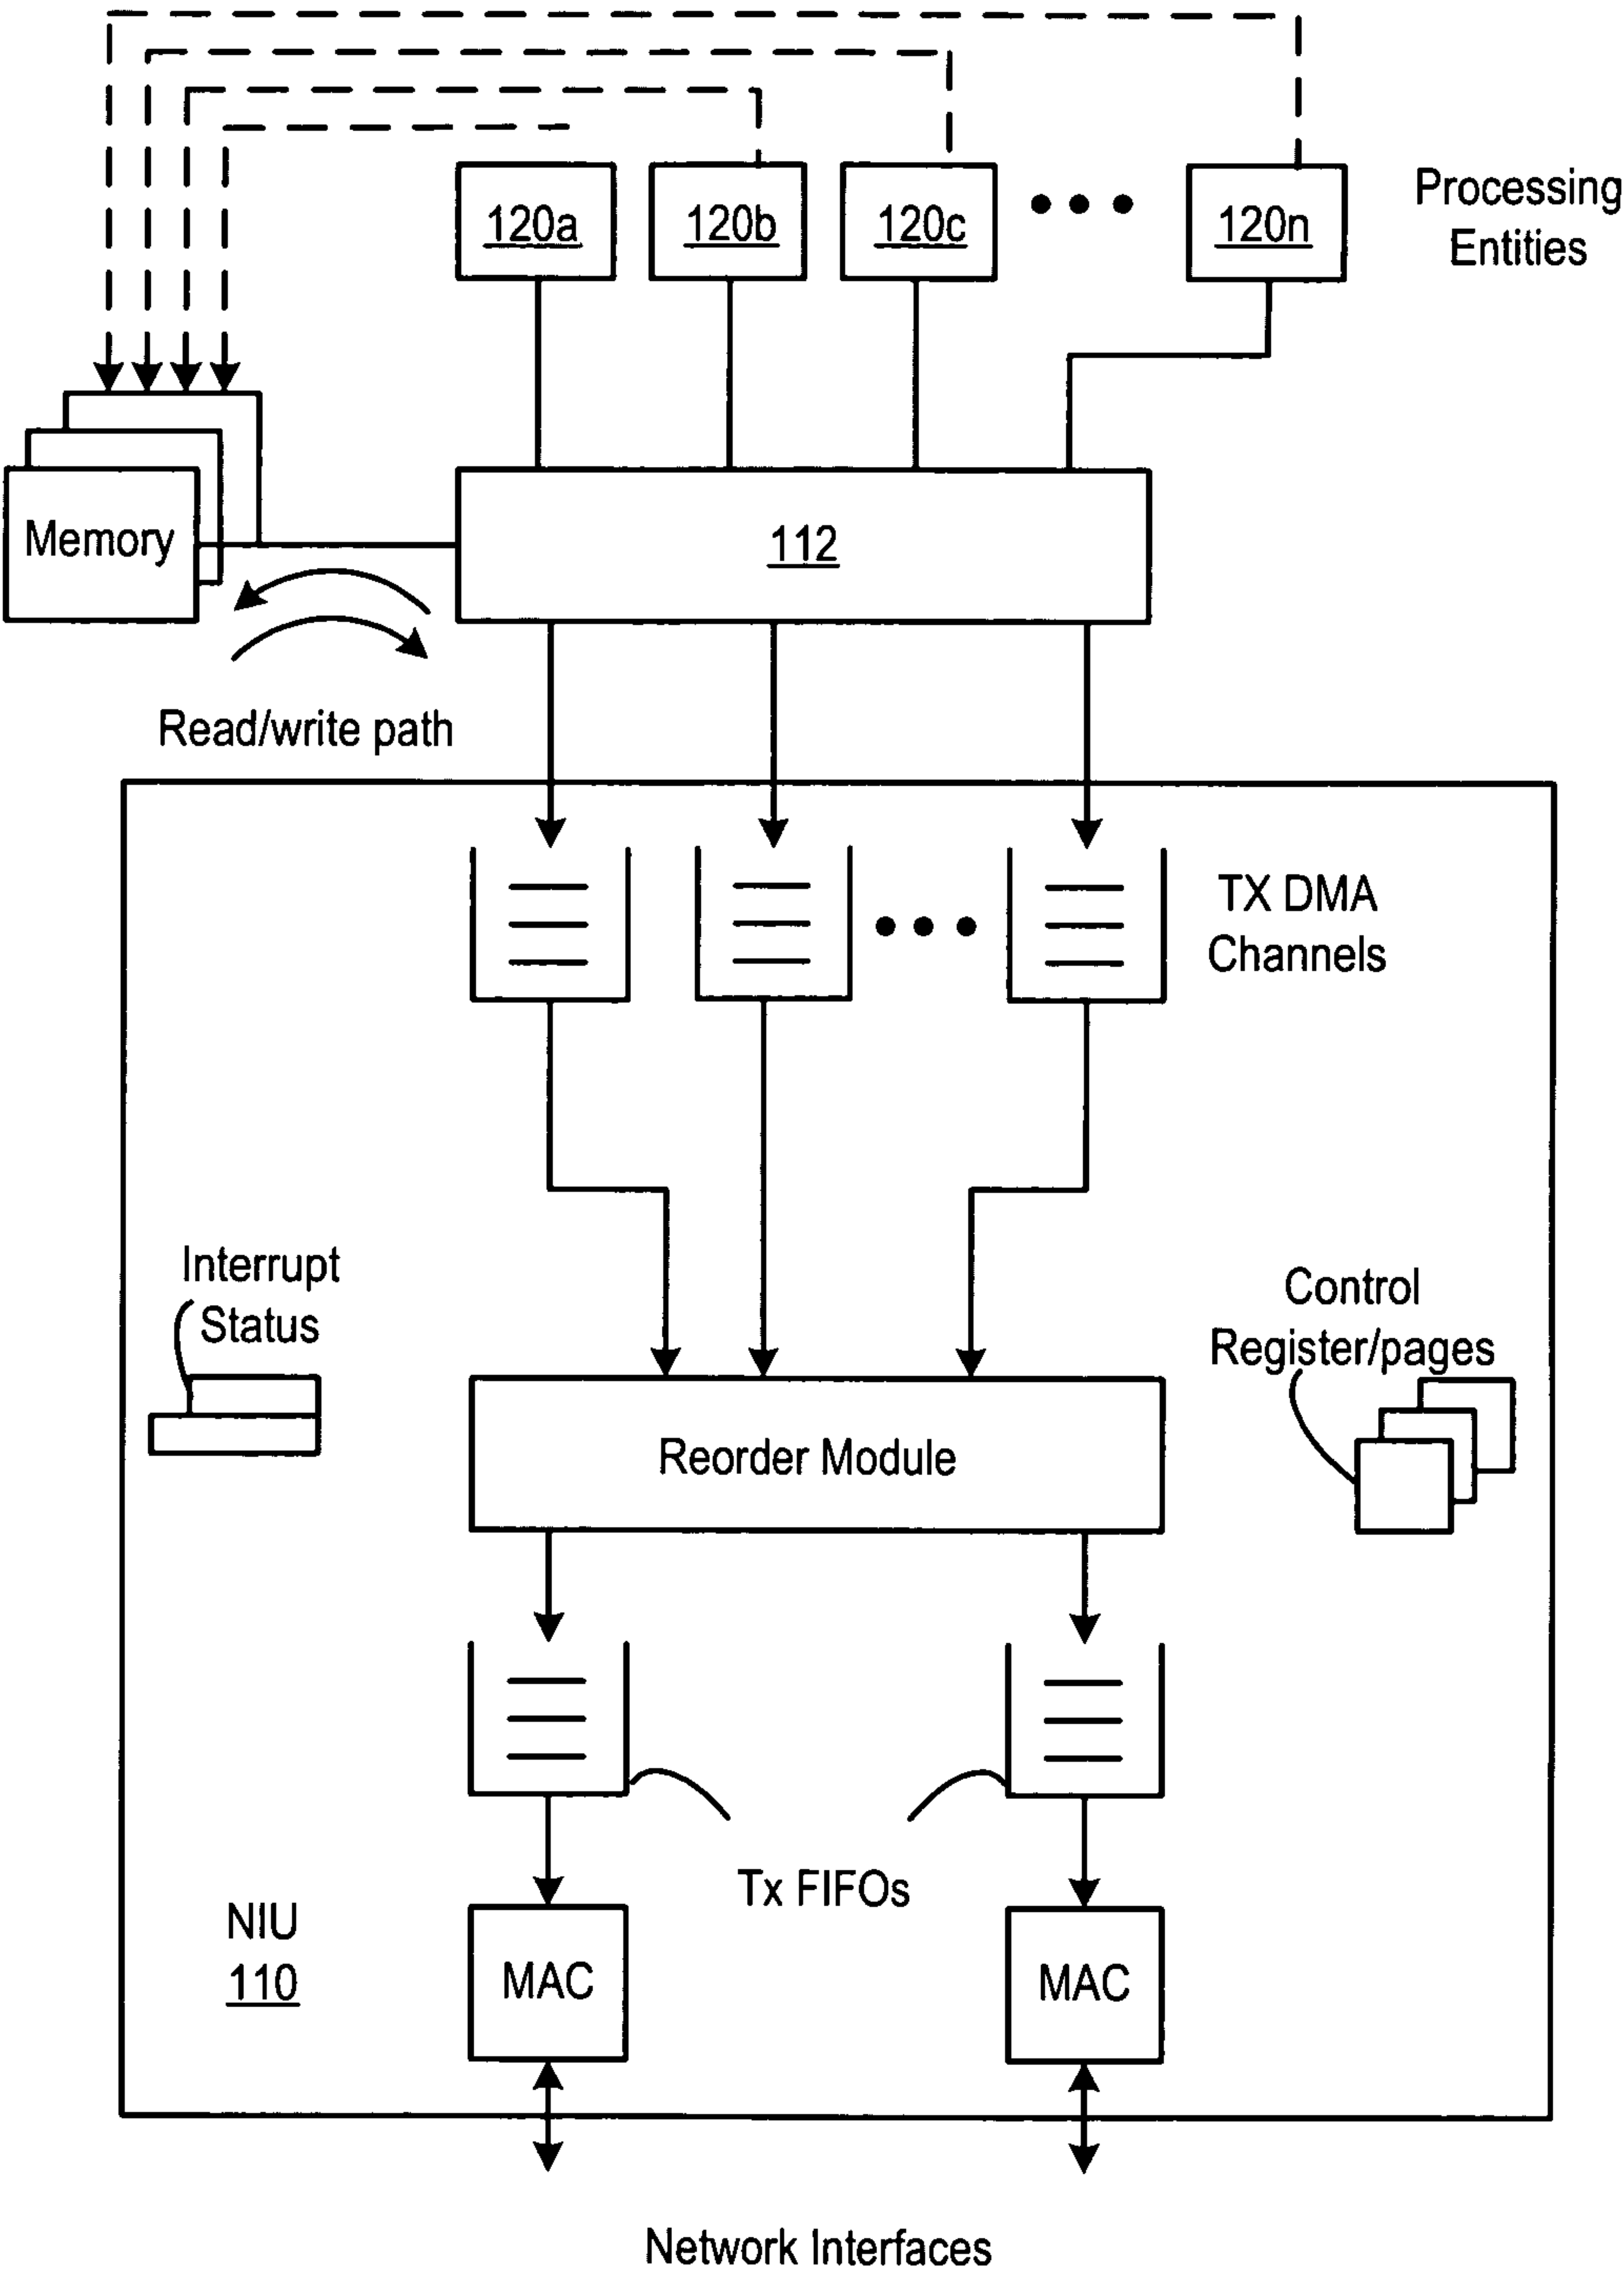 120a
120b
120c
120n
Processing
Entities
Memory
112
Read/write path
TX DMA
Channels
Interrupt
Status
Control
Register/pages
Reorder Module
Tx FIFOs
NIU
110
MAC
MAC
Network Interfaces